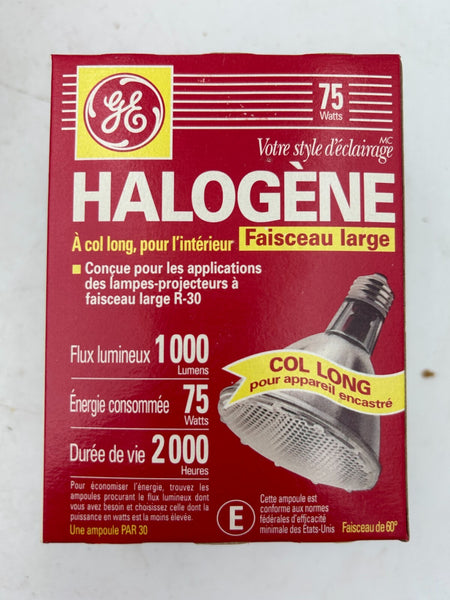 GE
75
Watts
Votre style d'éclairage MC
HALOGÈNE
À col long, pour l'intérieur Faisceau large
■ Conçue pour les applications
des lampes-projecteurs à
faisceau large R-30
Flux lumineux 1 000
Lumens
COL LONG
pour appareil encastré
Énergie consommée 75
Watts
Durée de vie 2 000
Heures
Pour économiser l'énergie, trouvez les
ampoules procurant le flux lumineux dont
vous avez besoin et choisissez celle dont la
puissance en watts est la moins élevée.
Une ampoule PAR 30
E
Cette ampoule est
conforme aux normes
fédérales d'efficacité
minimale des États-Unis
Faisceau de 60°